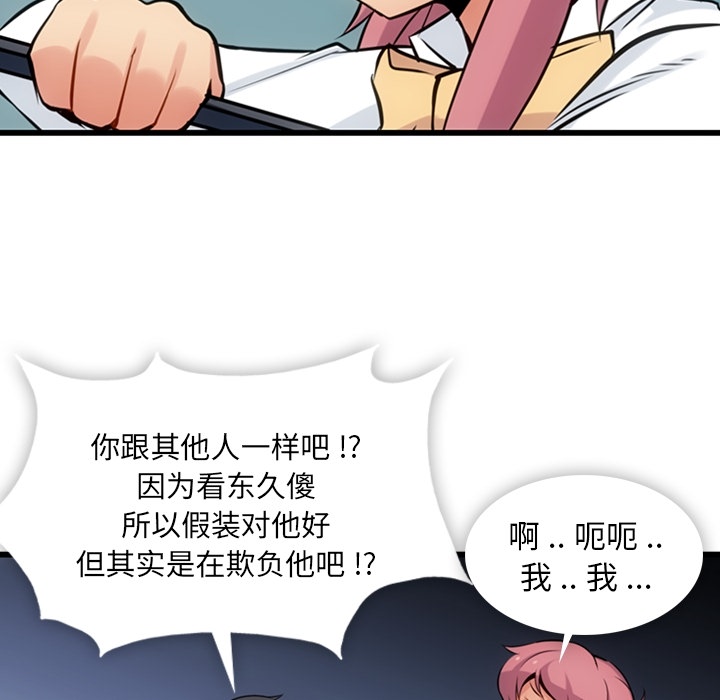 你跟其他人一样吧 !?
因为看东久傻
所以假装对他好
但其实是在欺负他吧 !?
啊 .. 呃呃 ..
我 .. 我 ...